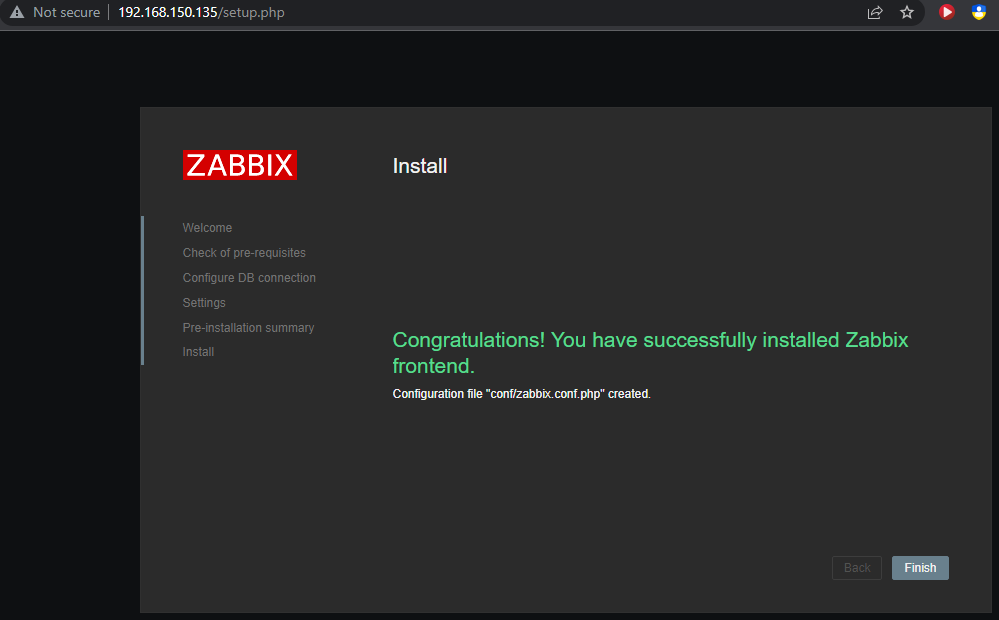 Not secure 192.168.150.135/setup.php
ZABBIX
Install
Welcome
Check of pre-requisites
Configure DB connection
Settings
Pre-installation summary
Install
Congratulations! You have successfully installed Zabbix
frontend.
Configuration file "conf/zabbix.conf.php" created.
Back Finish